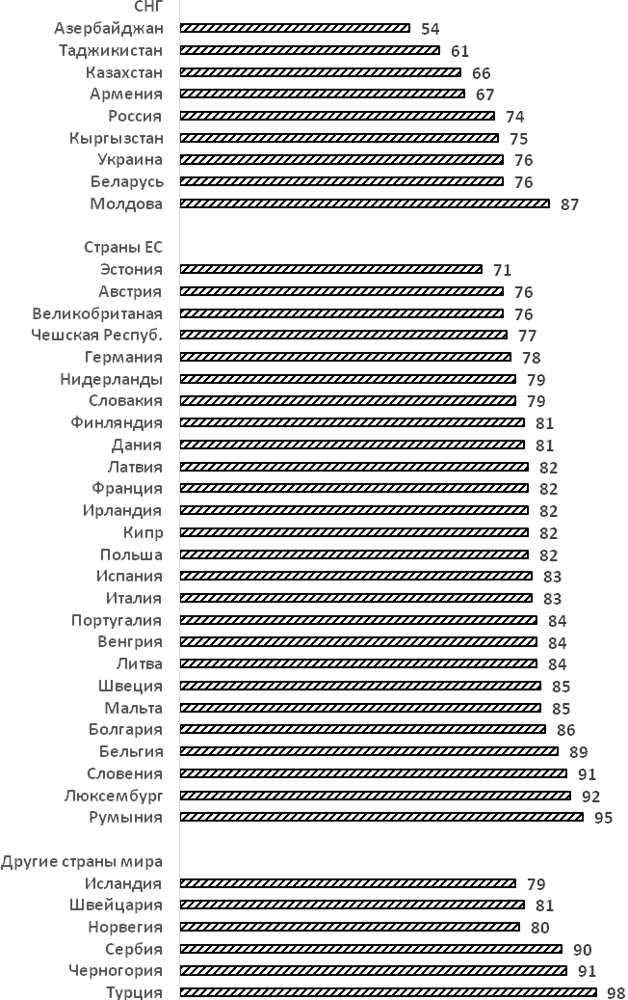 СНГ
Азербайджан 54
Таджикистан 61
Казахстан 66
Армения 67
Россия 74
Кыргызстан 75
Украина 76
Беларусь 76
Молдова 87
Страны ЕС
Эстония 71
Австрия 76
Великобританая 76
Чешская Респуб. 77
Германия 78
Нидерланды 79
Словакия 79
Финляндия 81
Дания 81
Латвия 82
Франция 82
Ирландия 82
Кипр 82
Польша 82
Испания 83
Италия 83
Португалия 84
Венгрия 84
Литва 84
Швеция 85
Мальта 85
Болгария 86
Бельгия 89
Словения 91
Люксембург 92
Румыния 95
Другие страны мира
Исландия 79
Швейцария 81
Норвегия 80
Сербия 90
Черногория 91
Турция 98